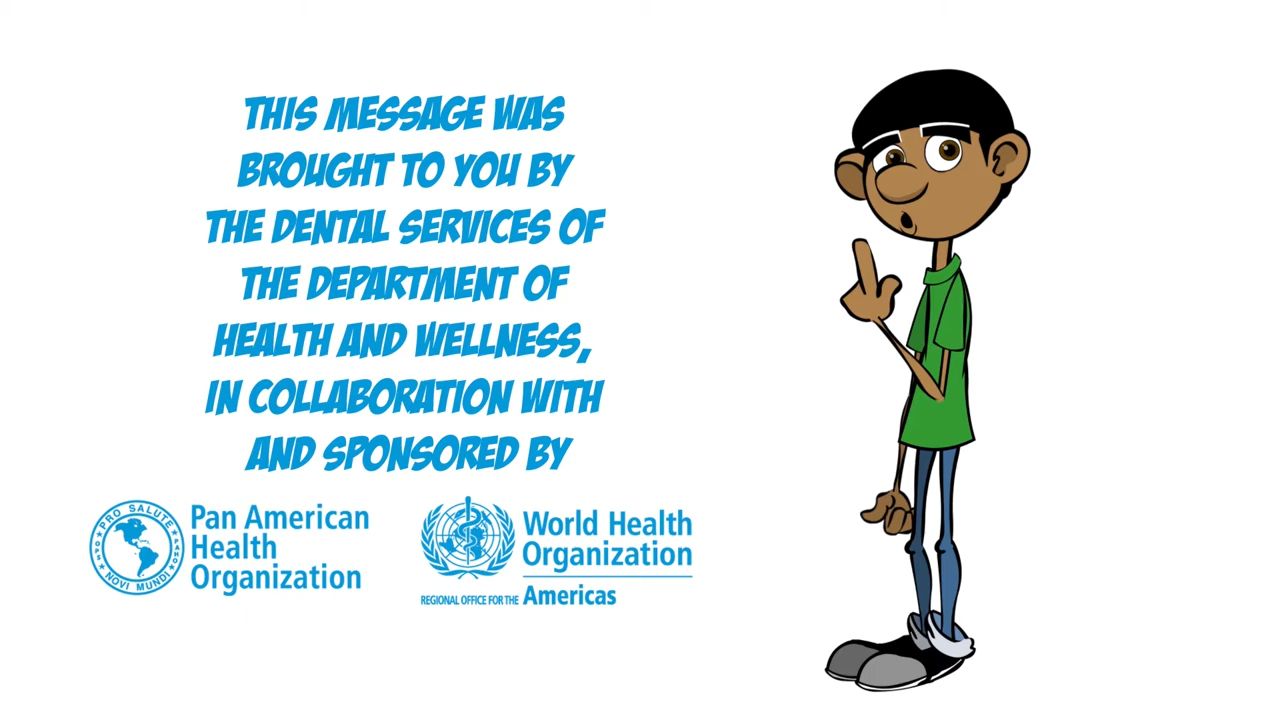 THIS MESSAGE WAS
BROUGHT TO YOU BY
THE DENTAL SERVICES OF
THE DEPARTMENT OF
HEALTH AND WELLNESS,
IN COLLABORATION WITH
AND SPONSORED BY
PRO SALUTE
NOVI MUNDI
OPS
PAHO
Pan American
Health
Organization
World Health
Organization
REGIONAL OFFICE FOR THE Americas